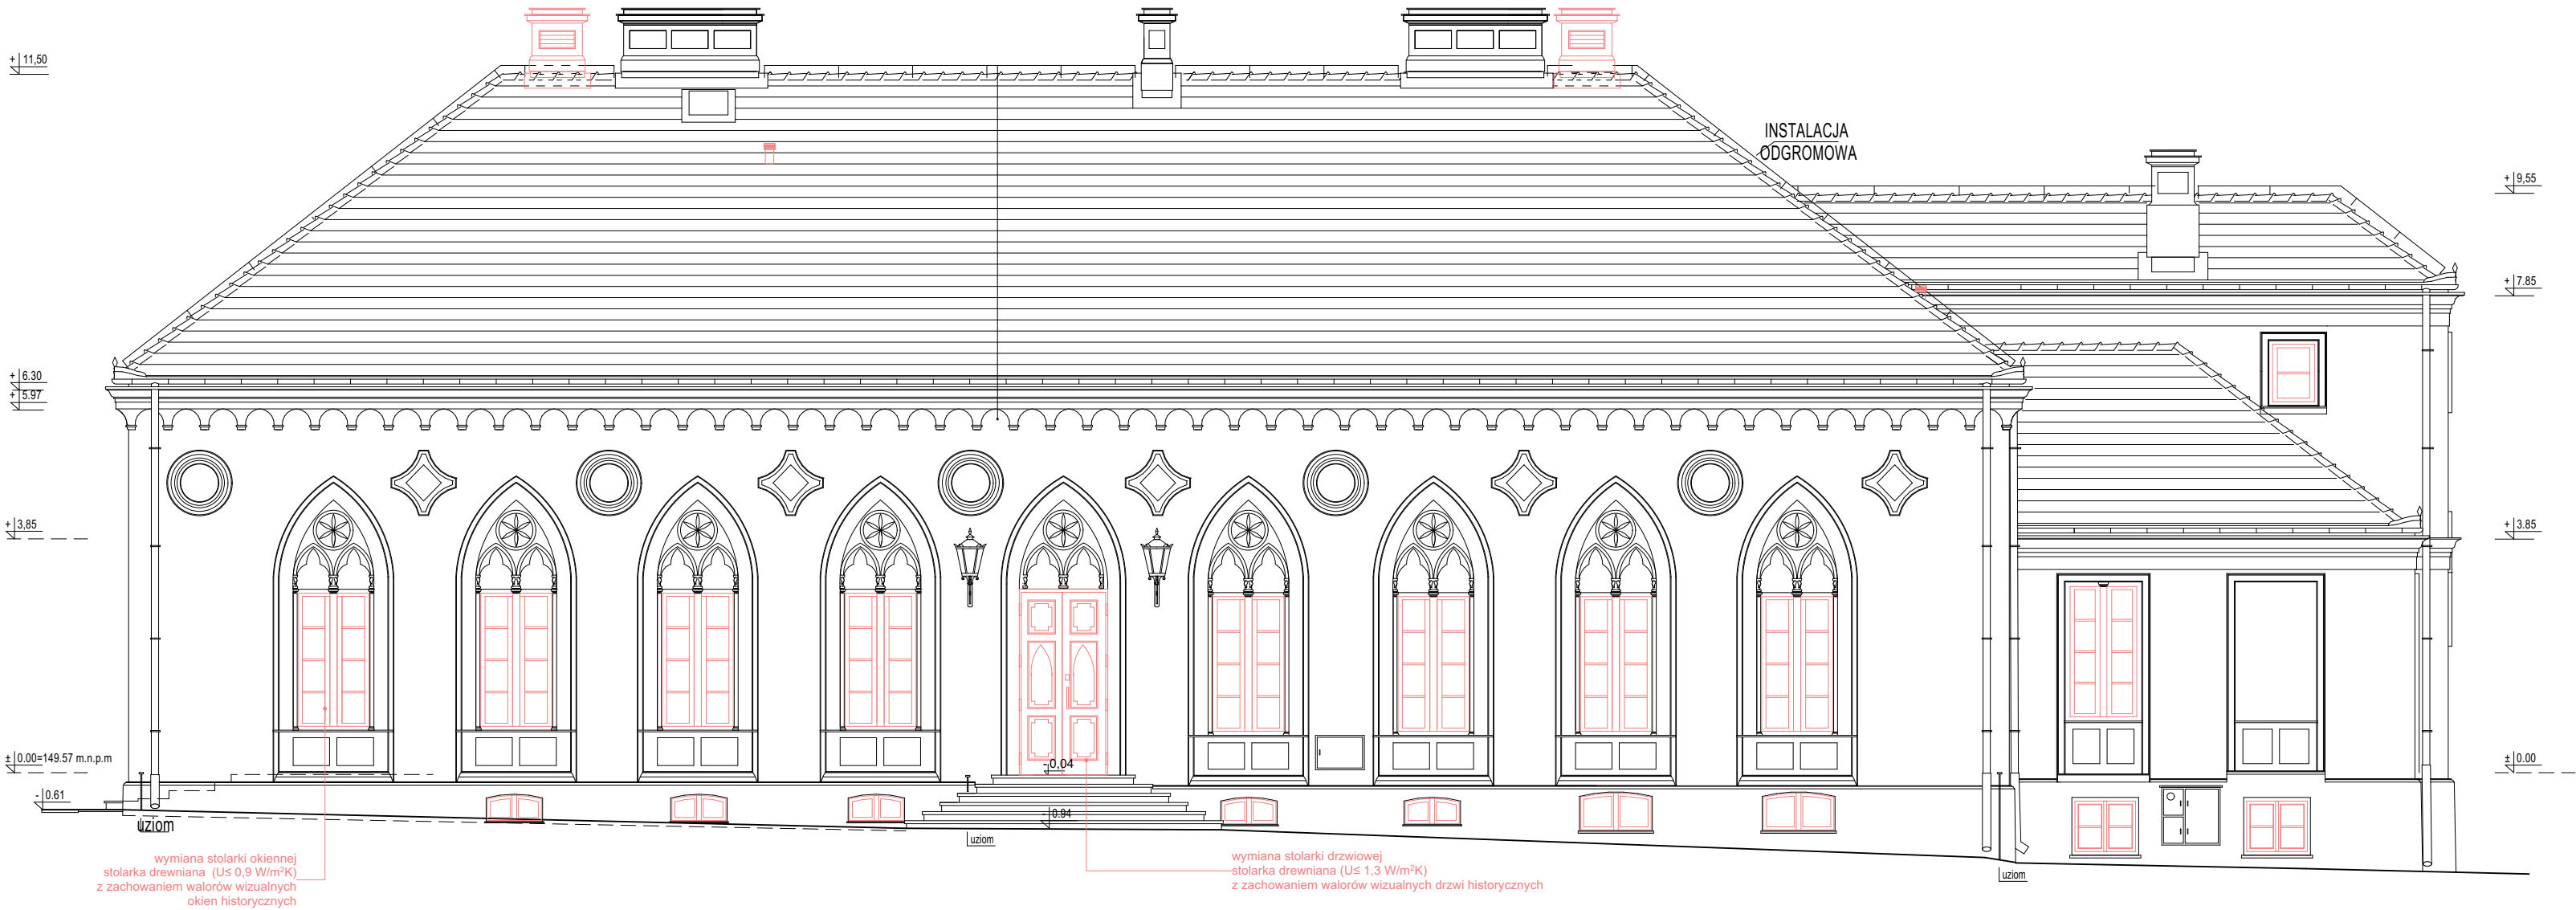 + 11,50
INSTALACJA
ODGROMOWA
+ 9,55
+ 7.85
+ 6.30
+ 5.97
+ 3,85
+ 3.85
± 0.00=149.57 m.n.p.m
- 0,04
± 0.00
- 0.61
- 0.94
uziom
uziom
uziom
wymiana stolarki okiennej
stolarka drewniana (U≤ 0,9 W/m²K)
z zachowaniem walorów wizualnych
okien historycznych
wymiana stolarki drzwiowej
stolarka drewniana (U≤ 1,3 W/m²K)
z zachowaniem walorów wizualnych drzwi historycznych